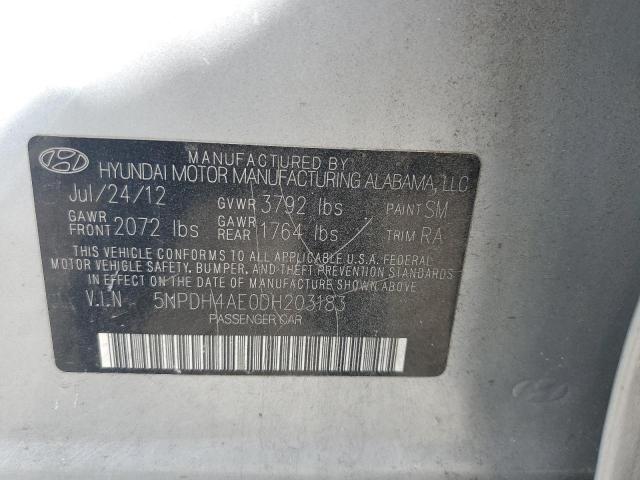 MANUFACTURED BY
HYUNDAI MOTOR MANUFACTURING ALABAMA, LLC
Jul/24/12 GVWR 3792 lbs PAINT SM
GAWR FRONT 2072 lbs GAWR REAR 1764 lbs TRIM RA
THIS VEHICLE CONFORMS TO ALL APPLICABLE U.S.A. FEDERAL
MOTOR VEHICLE SAFETY, BUMPER, AND THEFT PREVENTION STANDARDS
IN EFFECT ON THE DATE OF MANUFACTURE SHOWN ABOVE.
V.I.N 5NPDH4AE0DH203183
PASSENGER CAR